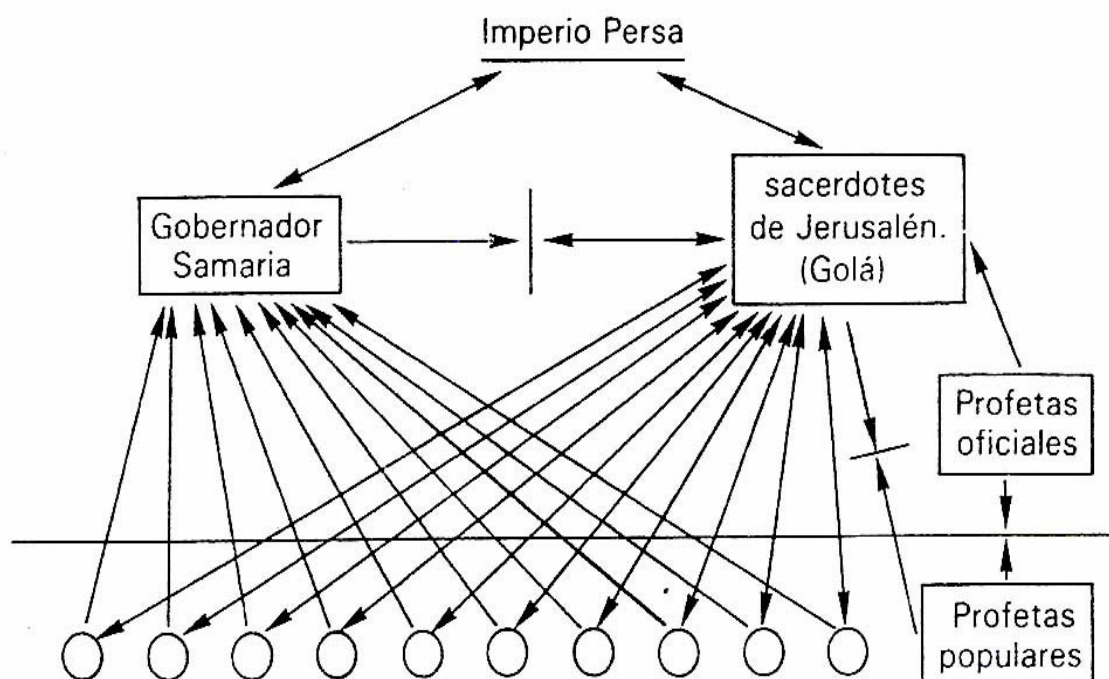 Imperio Persa
Gobernador
Samaria
sacerdotes
de Jerusalén.
(Golá)
Profetas
oficiales
Profetas
populares